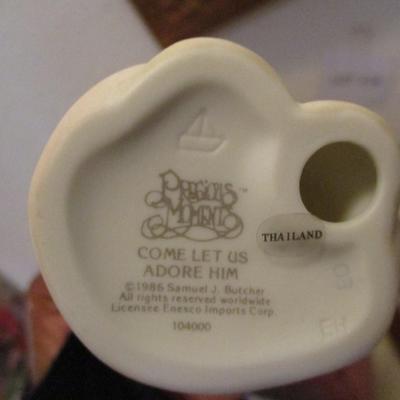 PRECIOUS
MOMENTS™
THAILAND
COME LET US
ADORE HIM
©1986 Samuel J. Butcher
All rights reserved worldwide
Licensee Enesco Imports Corp.
104000